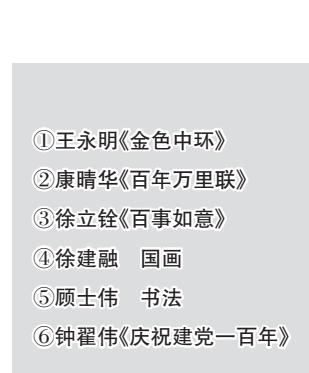 ①王永明《金色中环》
②康晴华《百年万里联》
③徐立铨《百事如意》
④徐建融　国画
⑤顾士伟　书法
⑥钟翟伟《庆祝建党一百年》